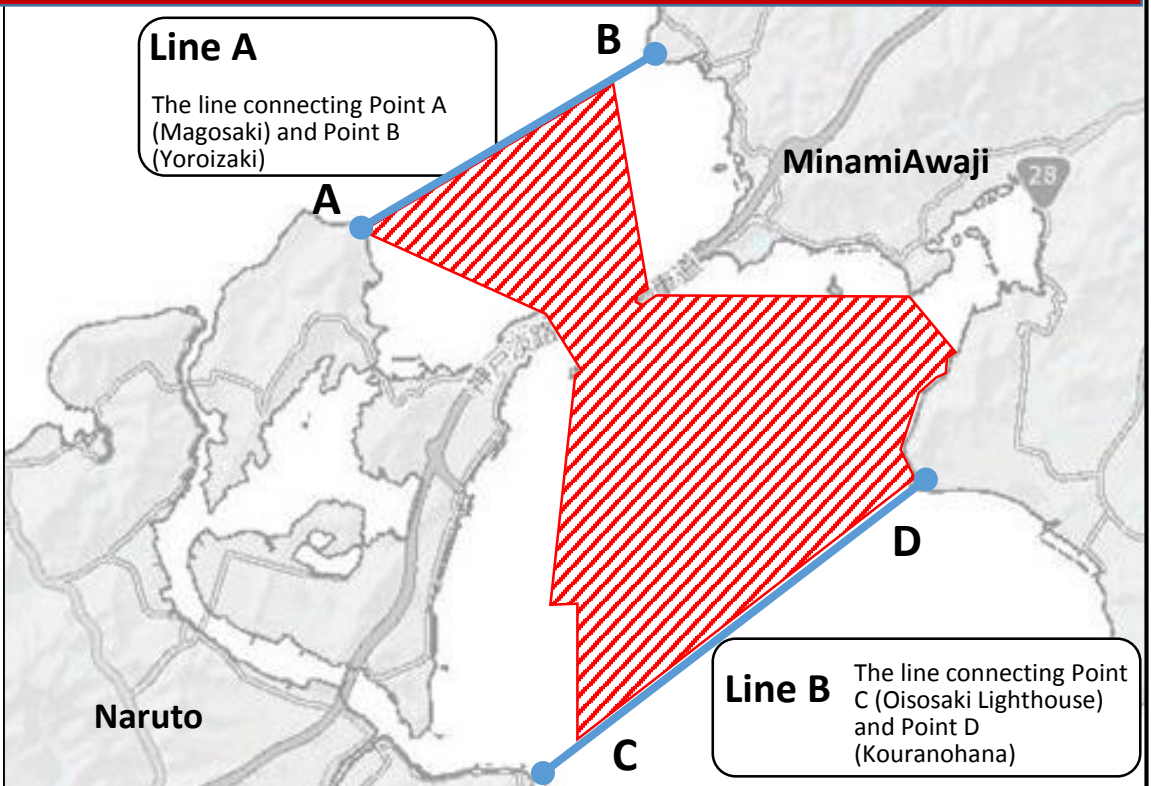 Line A
The line connecting Point A
(Magosaki) and Point B
(Yoroizaki)
B
A
MinamiAwaji
28
D
C
Naruto
Line B
The line connecting Point
C (Oisosaki Lighthouse)
and Point D
(Kouranohana)